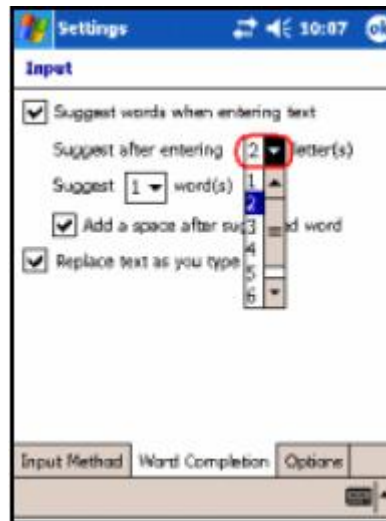 Settings 10:07 ok
Input
Suggest words when entering text
Suggest after entering 2 letter(s)
Suggest 1 word(s)
1
2
3
4
5
6
Add a space after sug ed word
Replace text as you type
Input Method Word Completion Options